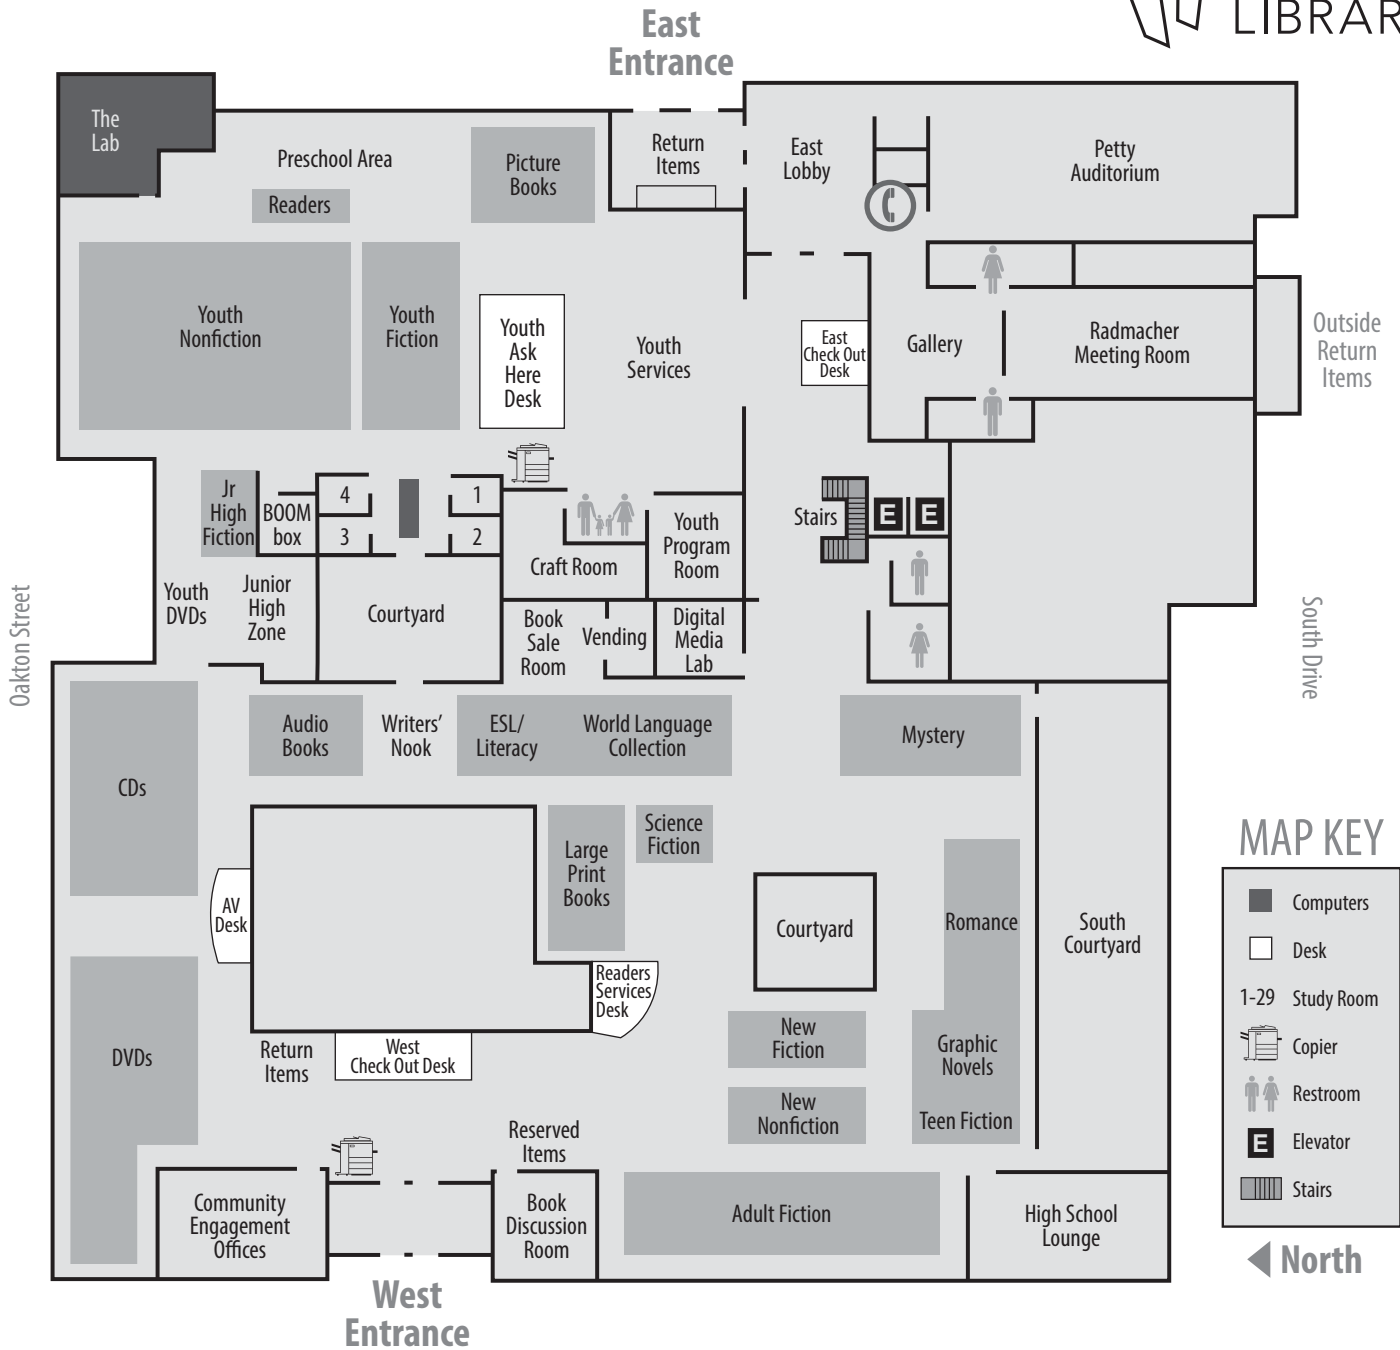 East
Entrance
LIBRAR
The
Lab
Preschool Area
Readers
Picture
Books
Return
Items
East
Lobby
Petty
Auditorium
Youth
Nonfiction
Youth
Fiction
Youth
Ask
Here
Desk
Youth
Services
East
Check Out
Desk
Gallery
Radmacher
Meeting Room
Outside
Return
Items
Jr
High
Fiction
BOOM
box
4
3
1
2
Craft Room
Youth
Program
Room
Stairs
E
E
Oakton Street
Youth
DVDs
Junior
High
Zone
Courtyard
Book
Sale
Room
Vending
Digital
Media
Lab
South Drive
CDs
Audio
Books
Writers'
Nook
ESL/
Literacy
World Language
Collection
Mystery
AV
Desk
Large
Print
Books
Science
Fiction
Courtyard
Romance
South
Courtyard
Readers
Services
Desk
DVDs
Return
Items
West
Check Out Desk
New
Fiction
Graphic
Novels
New
Nonfiction
Teen Fiction
Reserved
Items
Community
Engagement
Offices
Book
Discussion
Room
Adult Fiction
High School
Lounge
West
Entrance
MAP KEY
Computers
Desk
1-29 Study Room
Copier
Restroom
E Elevator
Stairs
North